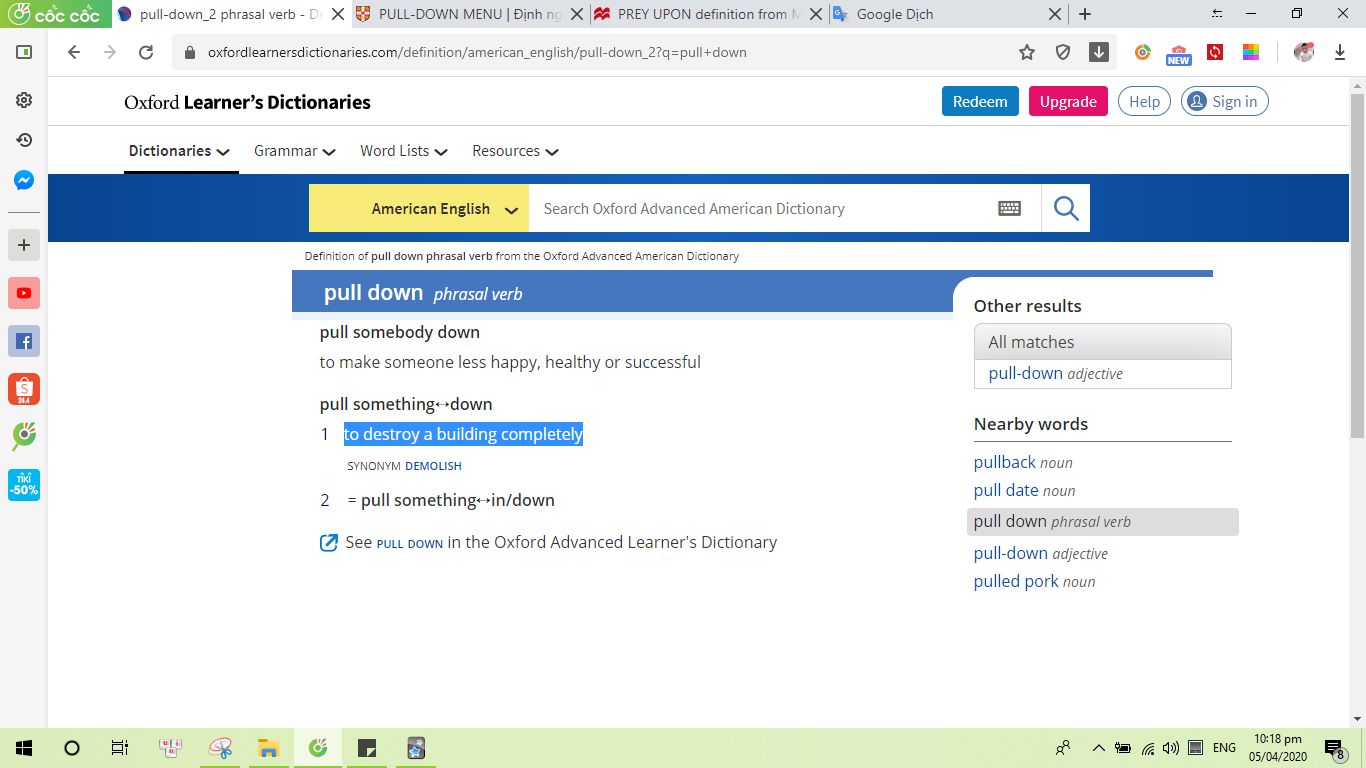 cốc cốc
pull-down_2 phrasal verb - De
PULL-DOWN MENU | Định ng
PREY UPON definition from M
Google Dịch
oxfordlearnersdictionaries.com/definition/american_english/pull-down_2?q=pull+down
NEW
Oxford Learner's Dictionaries
Redeem
Upgrade
Help
Sign in
Dictionaries
Grammar
Word Lists
Resources
American English
Search Oxford Advanced American Dictionary
Definition of pull down phrasal verb from the Oxford Advanced American Dictionary
pull down phrasal verb
pull somebody down
to make someone less happy, healthy or successful
pull something↔down
1 to destroy a building completely
SYNONYM DEMOLISH
2 = pull something↔in/down
See PULL DOWN in the Oxford Advanced Learner's Dictionary
Other results
All matches
pull-down adjective
Nearby words
pullback noun
pull date noun
pull down phrasal verb
pull-down adjective
pulled pork noun
24.4
TIKI
-50%
ENG
10:18 pm
05/04/2020
8